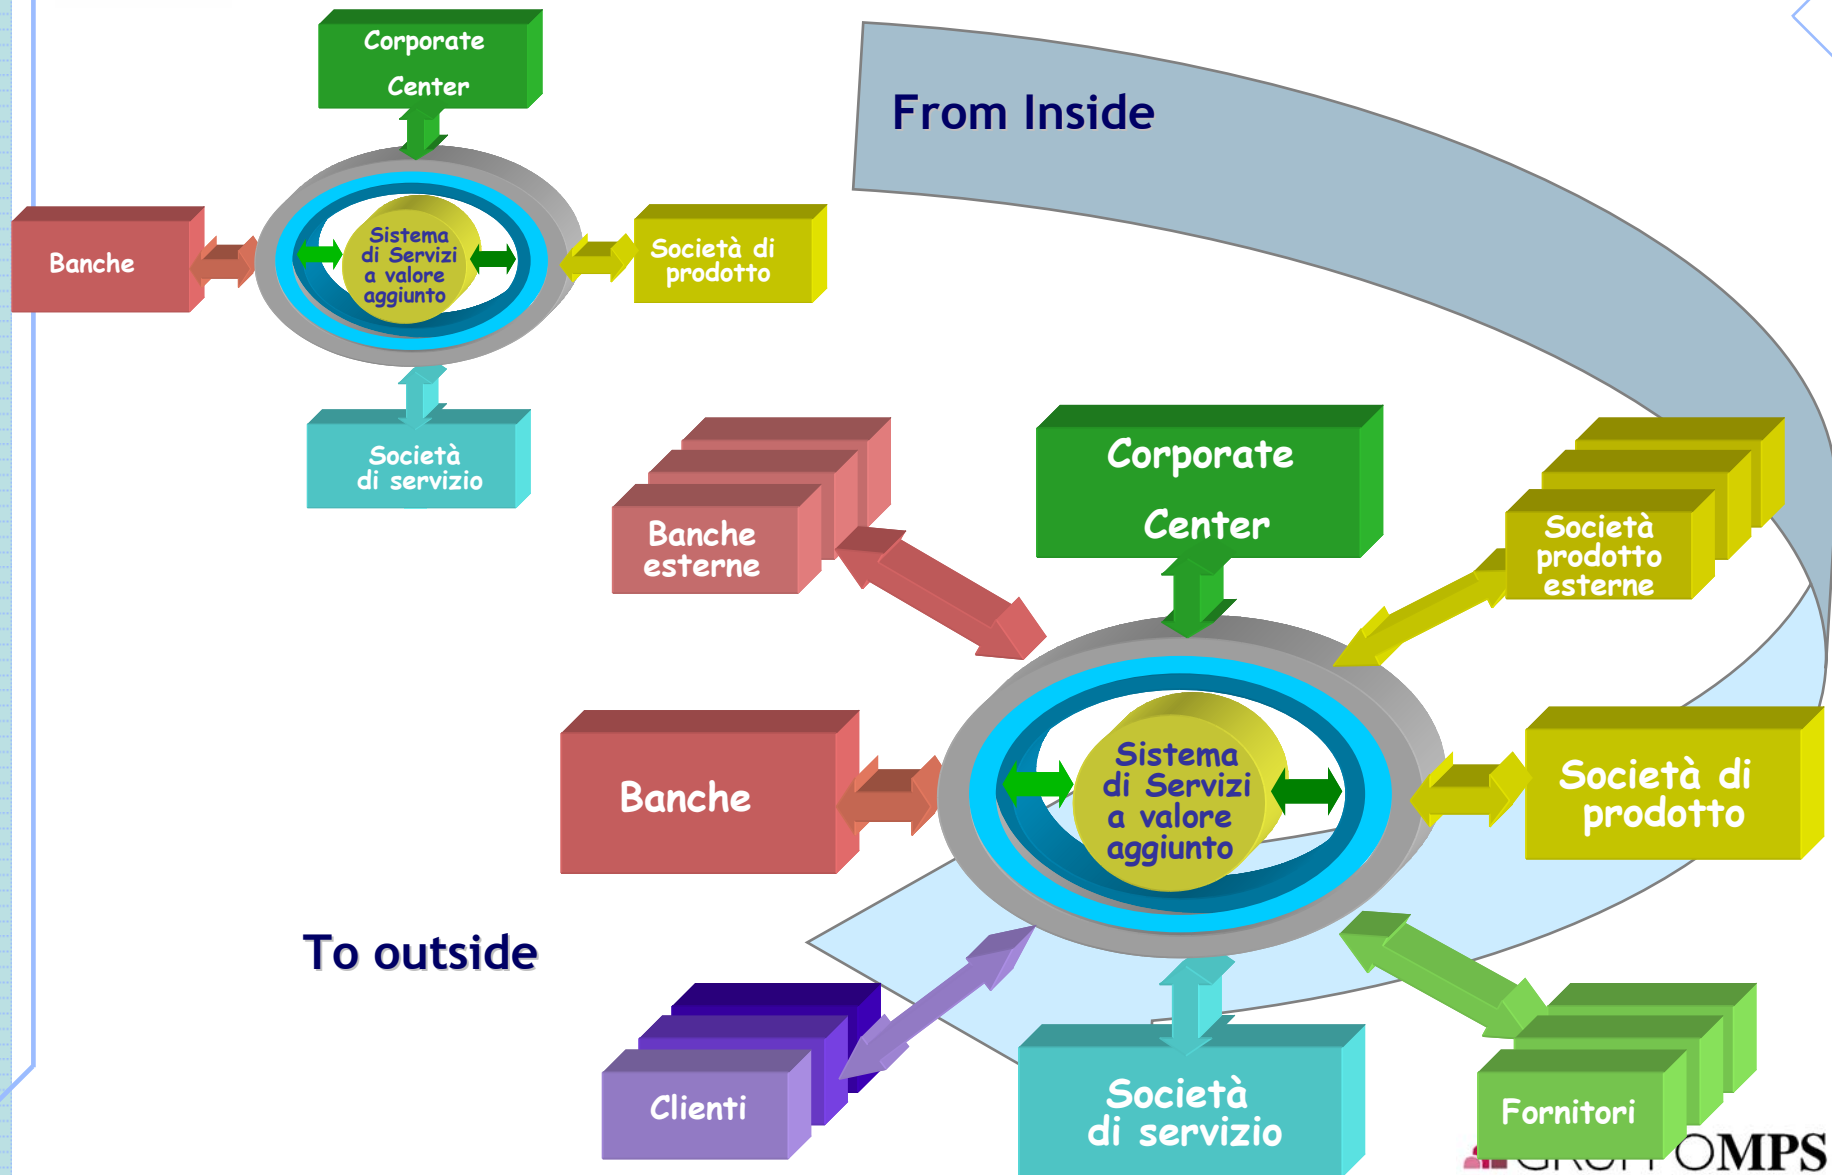 Corporate
Center
From Inside
Banche
Sistema
di Servizi
a valore
aggiunto
Società di
prodotto
Società
di servizio
Banche
esterne
Corporate
Center
Società
prodotto
esterne
Banche
Sistema
di Servizi
a valore
aggiunto
Società di
prodotto
To outside
Clienti
Società
di servizio
Fornitori
MPS